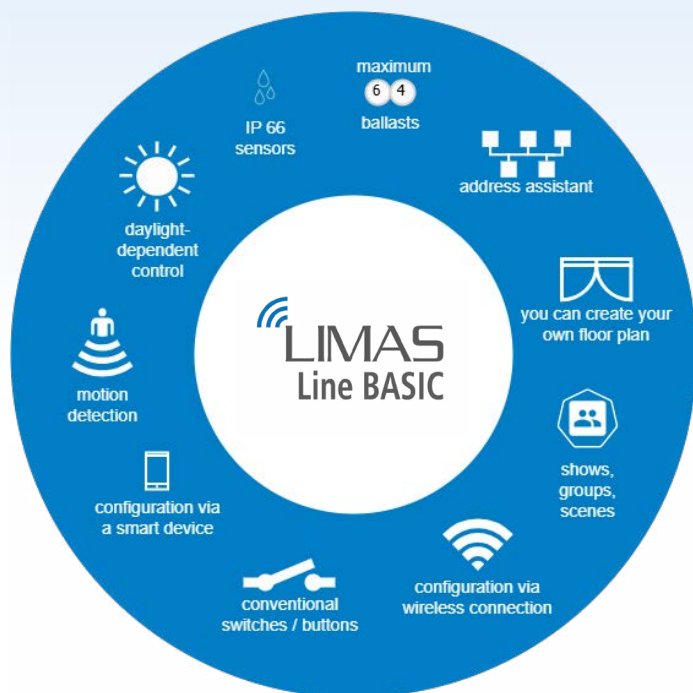 maximum
6 4
ballasts
address assistant
you can create your
own floor plan
shows,
groups,
scenes
configuration via
wireless connection
conventional
switches / buttons
configuration via
a smart device
motion
detection
daylight-
dependent
control
IP 66
sensors
LIMAS
Line BASIC